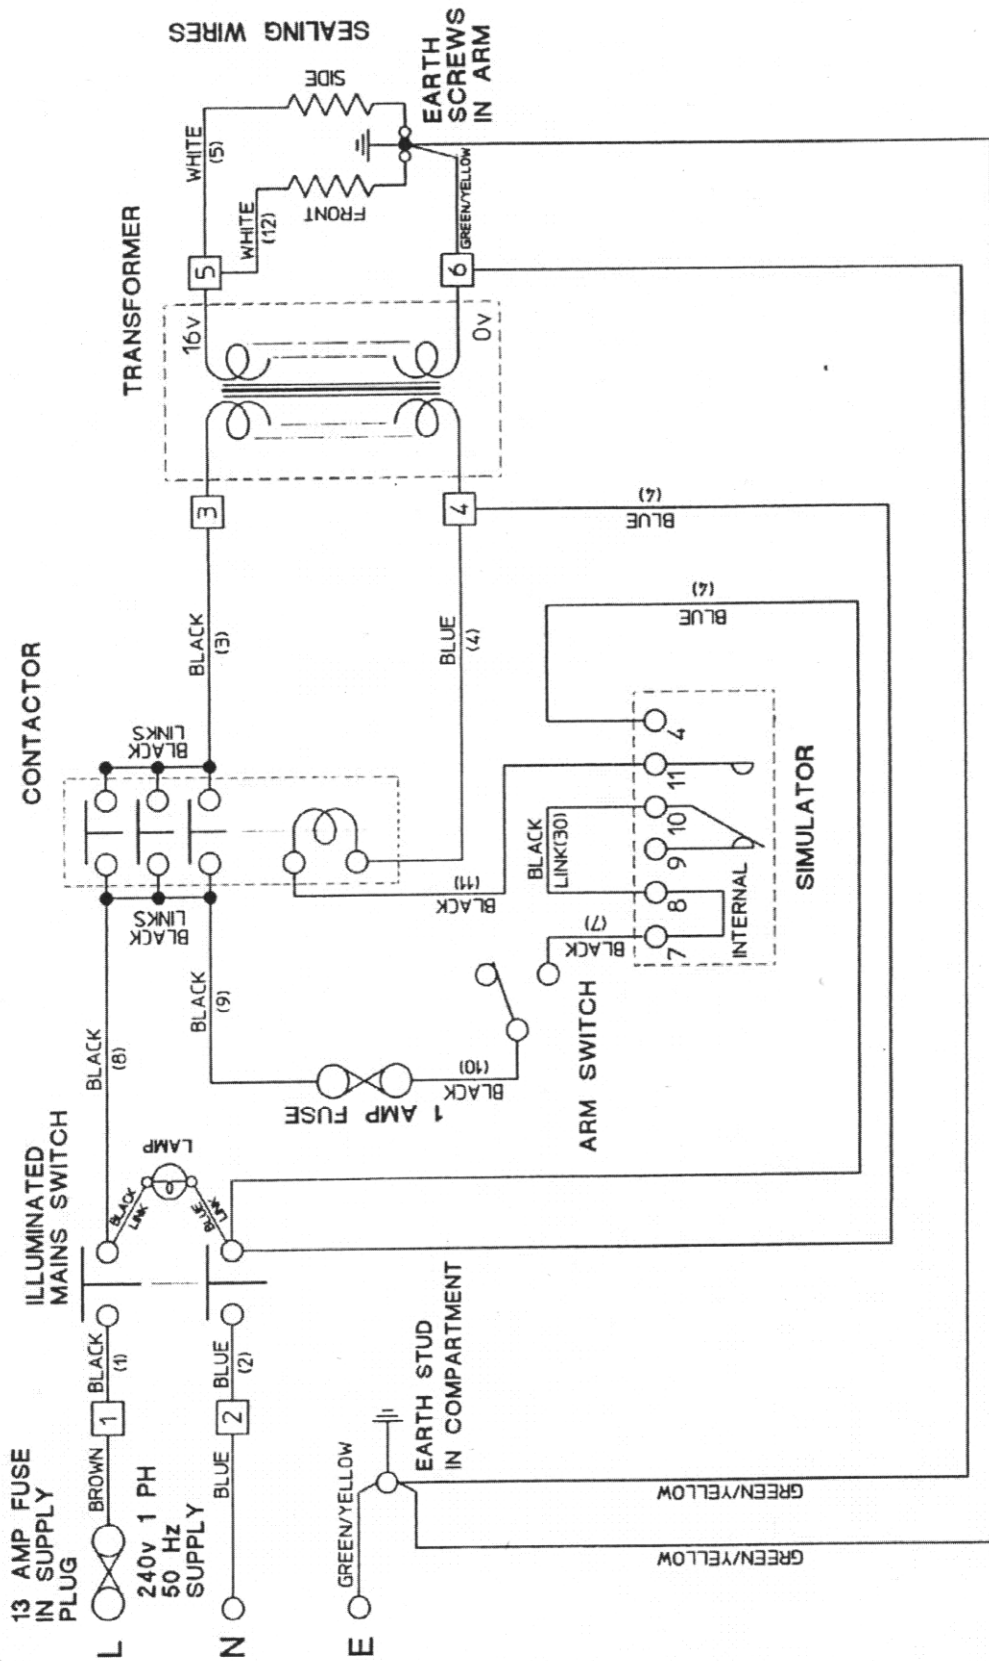 13 AMP FUSE
IN SUPPLY
PLUG
L
BROWN
1
BLACK
(1)
240v 1 PH
50 Hz
SUPPLY
N
BLUE
2
BLUE
(2)
E
GREEN/YELLOW
EARTH STUD
IN COMPARTMENT
GREEN/YELLOW
GREEN/YELLOW
ILLUMINATED
MAINS SWITCH
BLACK
LINK
LAMP
BLUE
LINK
BLACK
(8)
BLACK
(9)
1 AMP FUSE
BLACK
(10)
ARM SWITCH
BLACK
(7)
CONTACTOR
BLACK
LINKS
BLACK
LINKS
BLACK
(11)
BLACK
LINK(30)
7
8
9
10
11
4
INTERNAL
SIMULATOR
BLACK
(3)
BLUE
(4)
BLUE
(4)
BLUE
(4)
3
4
TRANSFORMER
16v
0v
5
6
WHITE
(5)
WHITE
(12)
GREEN/YELLOW
SIDE
FRONT
SEALING WIRES
EARTH
SCREWS
IN ARM